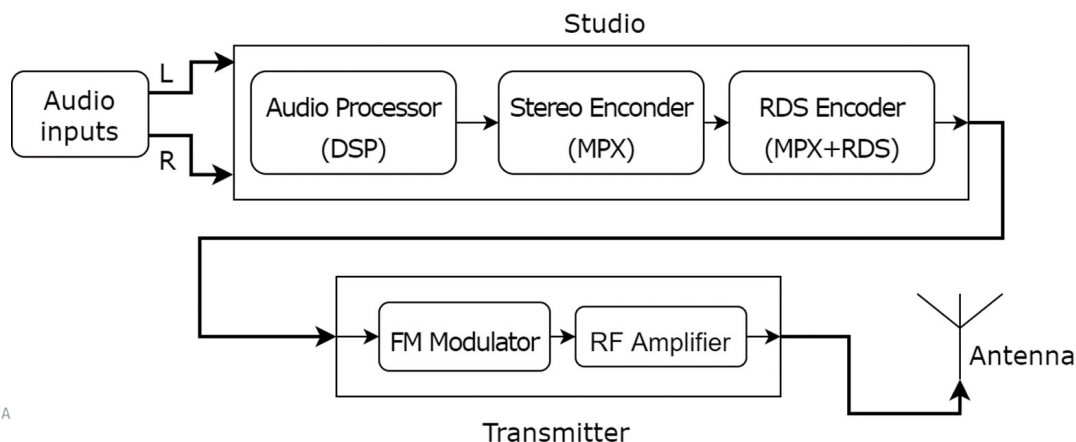 Studio
Audio
inputs
L
R
Audio Processor
(DSP)
Stereo Enconder
(MPX)
RDS Encoder
(MPX+RDS)
FM Modulator
RF Amplifier
Antenna
A
Transmitter